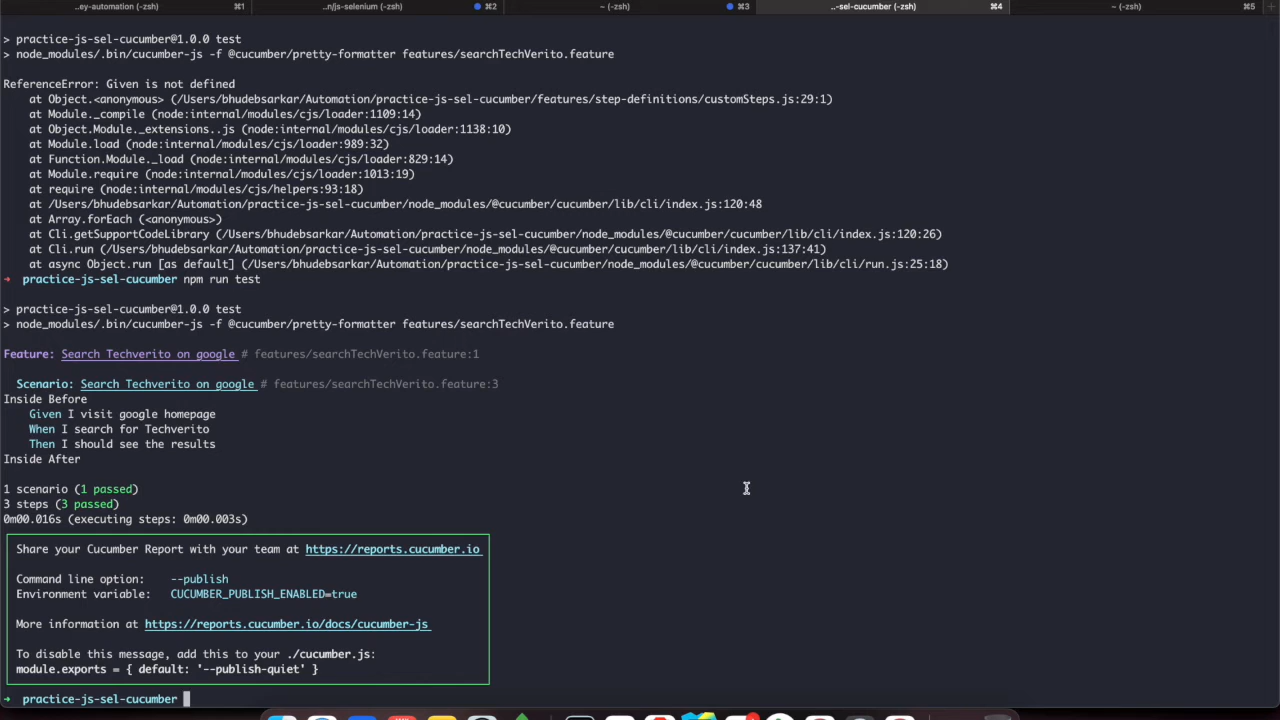 ..ey-automation (-zsh) ⌘1 ..n/js-selenium (-zsh) ⌘2 ~ (-zsh) ⌘3 ..-sel-cucumber (-zsh) ⌘4 ~ (-zsh) ⌘5
> practice-js-sel-cucumber@1.0.0 test
> node_modules/.bin/cucumber-js -f @cucumber/pretty-formatter features/searchTechVerito.feature
ReferenceError: Given is not defined
at Object.<anonymous> (/Users/bhudebsarkar/Automation/practice-js-sel-cucumber/features/step-definitions/customSteps.js:29:1)
at Module._compile (node:internal/modules/cjs/loader:1109:14)
at Object.Module._extensions..js (node:internal/modules/cjs/loader:1138:10)
at Module.load (node:internal/modules/cjs/loader:989:32)
at Function.Module._load (node:internal/modules/cjs/loader:829:14)
at Module.require (node:internal/modules/cjs/loader:1013:19)
at require (node:internal/modules/cjs/helpers:93:18)
at /Users/bhudebsarkar/Automation/practice-js-sel-cucumber/node_modules/@cucumber/cucumber/lib/cli/index.js:120:48
at Array.forEach (<anonymous>)
at Cli.getSupportCodeLibrary (/Users/bhudebsarkar/Automation/practice-js-sel-cucumber/node_modules/@cucumber/cucumber/lib/cli/index.js:120:26)
at Cli.run (/Users/bhudebsarkar/Automation/practice-js-sel-cucumber/node_modules/@cucumber/cucumber/lib/cli/index.js:137:41)
at async Object.run [as default] (/Users/bhudebsarkar/Automation/practice-js-sel-cucumber/node_modules/@cucumber/cucumber/lib/cli/run.js:25:18)
➜ practice-js-sel-cucumber npm run test
> practice-js-sel-cucumber@1.0.0 test
> node_modules/.bin/cucumber-js -f @cucumber/pretty-formatter features/searchTechVerito.feature
Feature: Search Techverito on google # features/searchTechVerito.feature:1
Scenario: Search Techverito on google # features/searchTechVerito.feature:3
Inside Before
Given I visit google homepage
When I search for Techverito
Then I should see the results
Inside After
1 scenario (1 passed)
3 steps (3 passed)
0m00.016s (executing steps: 0m00.003s)
Share your Cucumber Report with your team at https://reports.cucumber.io
Command line option: --publish
Environment variable: CUCUMBER_PUBLISH_ENABLED=true
More information at https://reports.cucumber.io/docs/cucumber-js
To disable this message, add this to your ./cucumber.js:
module.exports = { default: '--publish-quiet' }
➜ practice-js-sel-cucumber